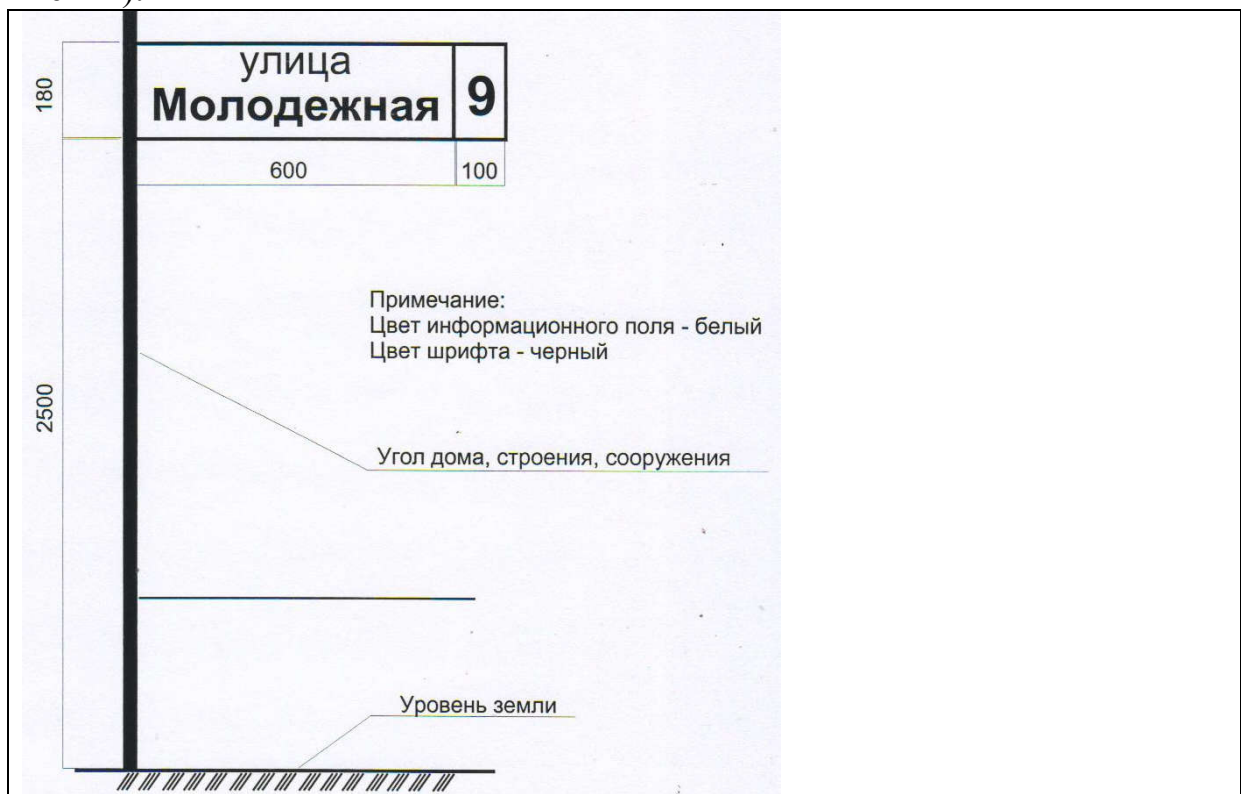 улица
Молодежная 9
180
600 100
Примечание:
Цвет информационного поля - белый
Цвет шрифта - черный
2500
Угол дома, строения, сооружения
Уровень земли